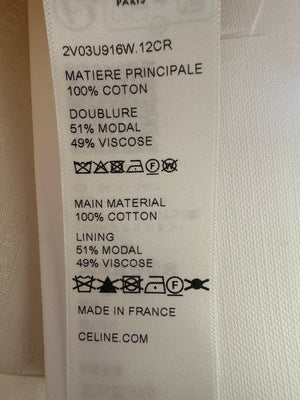 PARIS
2V03U916W.12CR
MATIERE PRINCIPALE
100% COTON
DOUBLURE
51% MODAL
49% VISCOSE
F W
MAIN MATERIAL
100% COTTON
LINING
51% MODAL
49% VISCOSE
F
MADE IN FRANCE
CELINE.COM